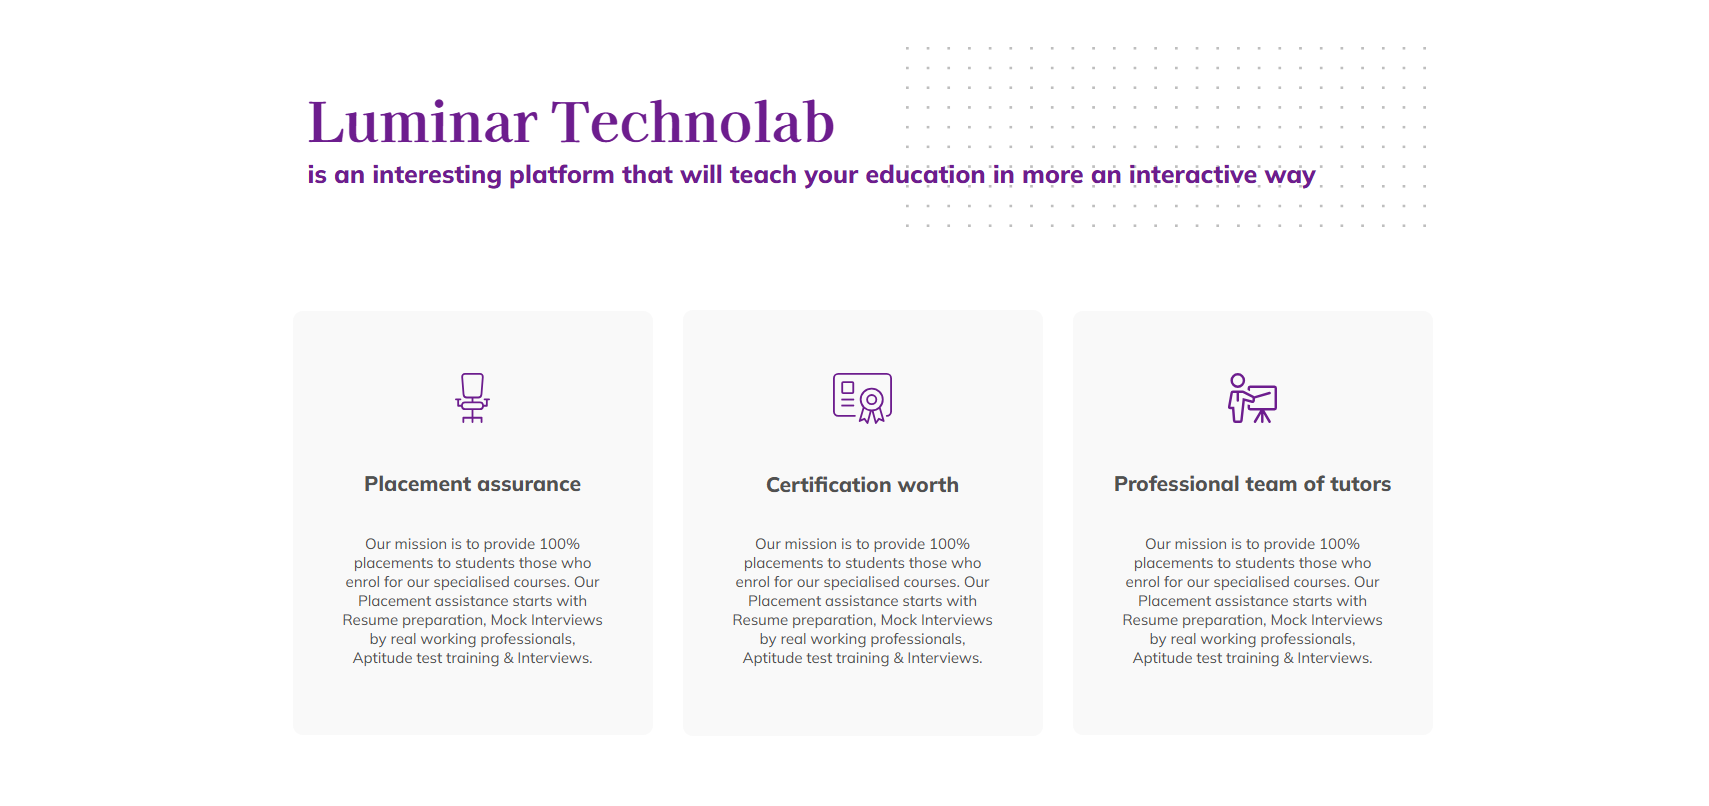 Luminar Technolab
is an interesting platform that will teach your education in more an interactive way
Placement assurance
Our mission is to provide 100%
placements to students those who
enrol for our specialised courses. Our
Placement assistance starts with
Resume preparation, Mock Interviews
by real working professionals,
Aptitude test training & Interviews.
Certification worth
Our mission is to provide 100%
placements to students those who
enrol for our specialised courses. Our
Placement assistance starts with
Resume preparation, Mock Interviews
by real working professionals,
Aptitude test training & Interviews.
Professional team of tutors
Our mission is to provide 100%
placements to students those who
enrol for our specialised courses. Our
Placement assistance starts with
Resume preparation, Mock Interviews
by real working professionals,
Aptitude test training & Interviews.